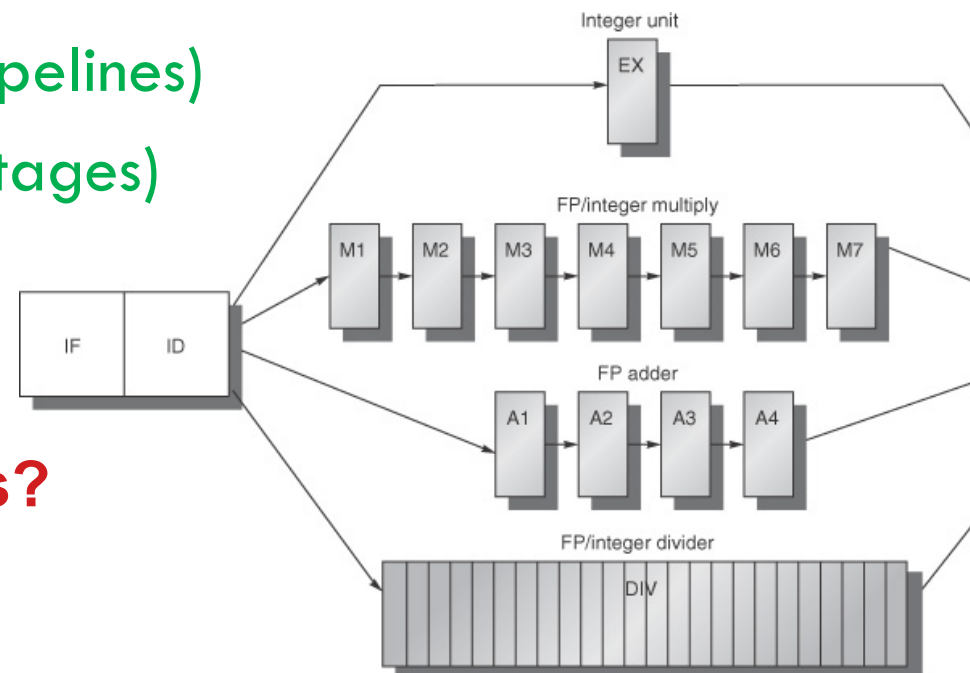 pelines)
tages)
s?
Integer unit
EX
FP/integer multiply
M1 M2 M3 M4 M5 M6 M7
IF ID
FP adder
A1 A2 A3 A4
FP/integer divider
DIV